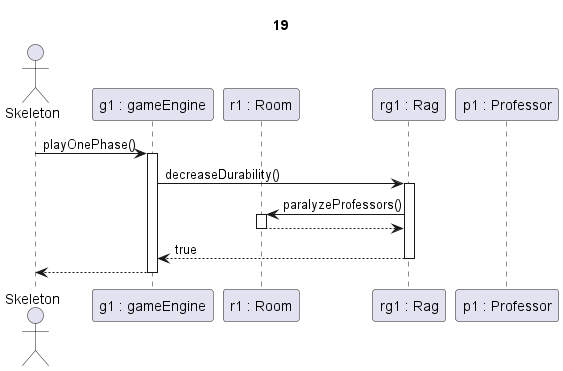 19
Skeleton
g1 : gameEngine
r1 : Room
rg1 : Rag
p1 : Professor
playOnePhase()
decreaseDurability()
paralyzeProfessors()
true
Skeleton
g1 : gameEngine
r1 : Room
rg1 : Rag
p1 : Professor